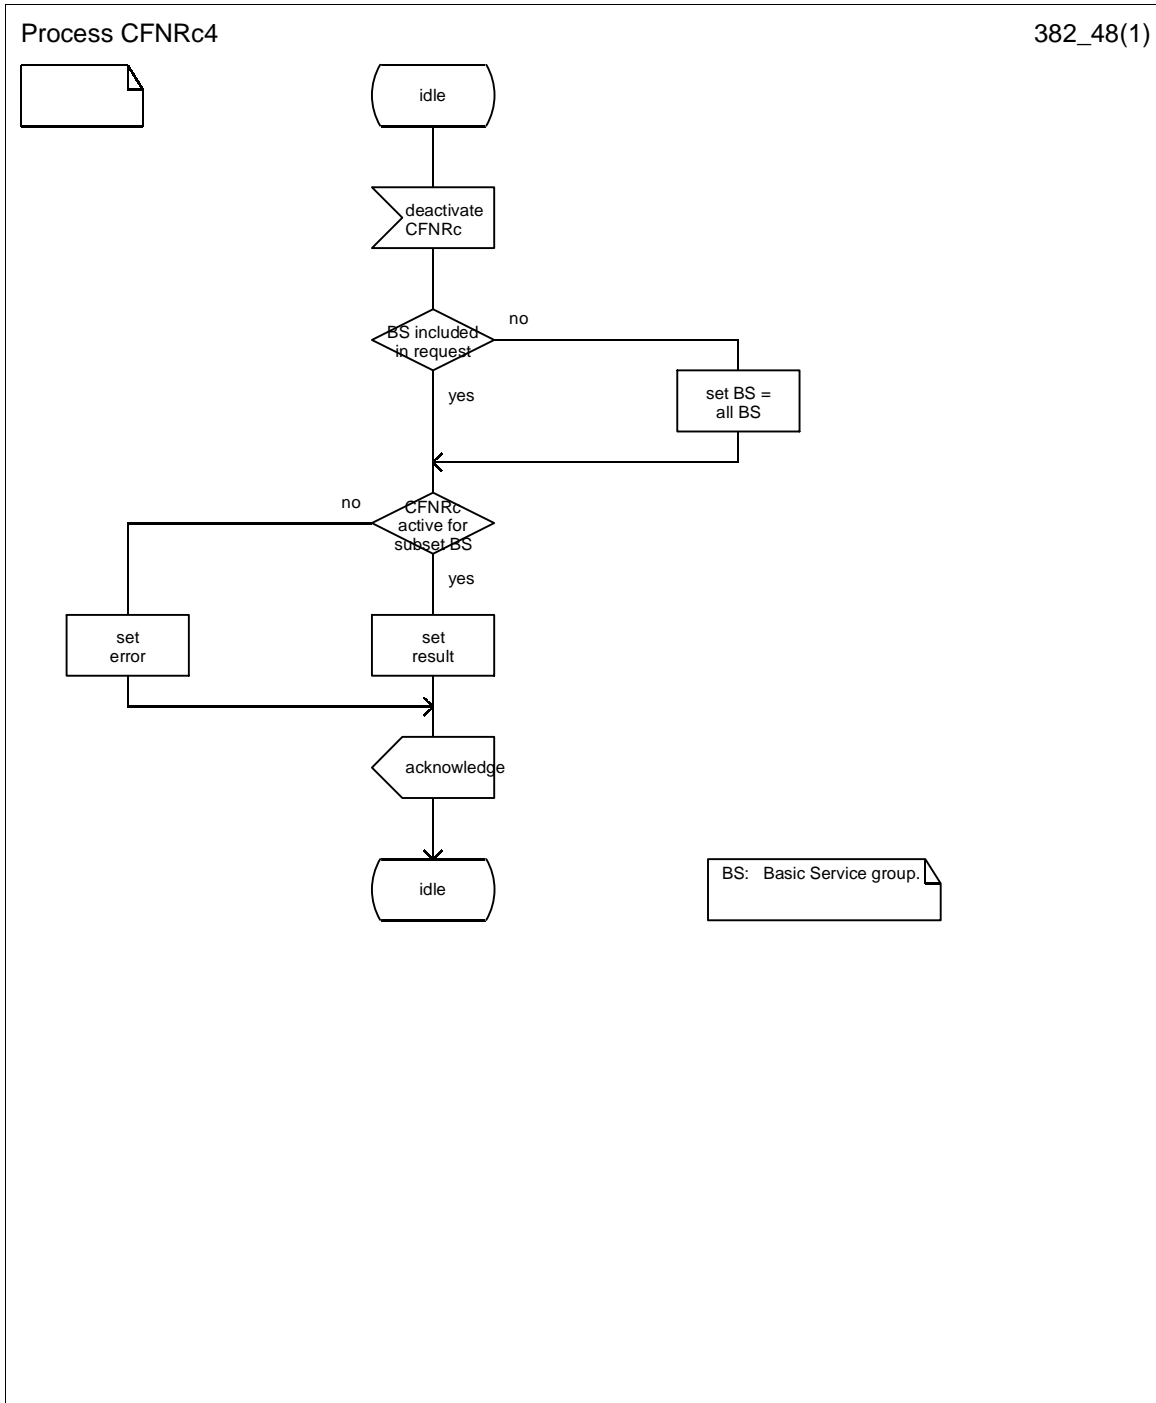 Process CFNRc4
382_48(1)
idle
deactivate
CFNRc
BS included
in request
no
yes
set BS =
all BS
CFNRc
active for
subset BS
no
yes
set
error
set
result
acknowledge
idle
BS: Basic Service group.